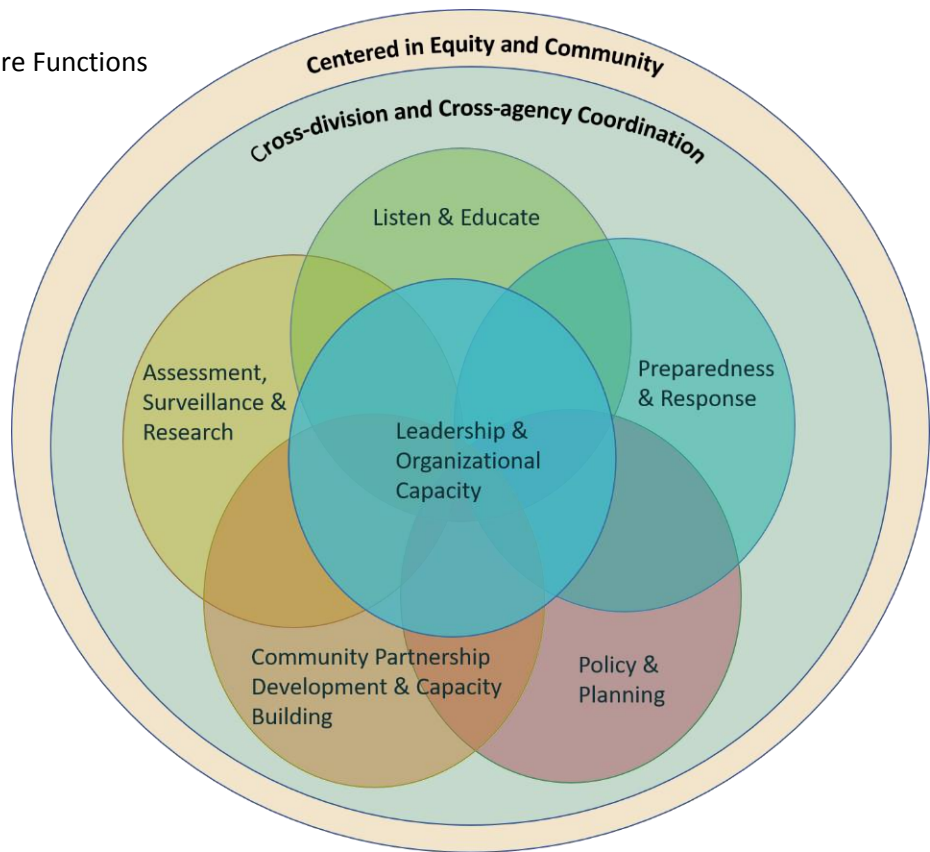 re Functions
Centered in Equity and Community
Cross-division and Cross-agency Coordination
Listen & Educate
Assessment,
Surveillance &
Research
Preparedness
& Response
Leadership &
Organizational
Capacity
Community Partnership
Development & Capacity
Building
Policy &
Planning